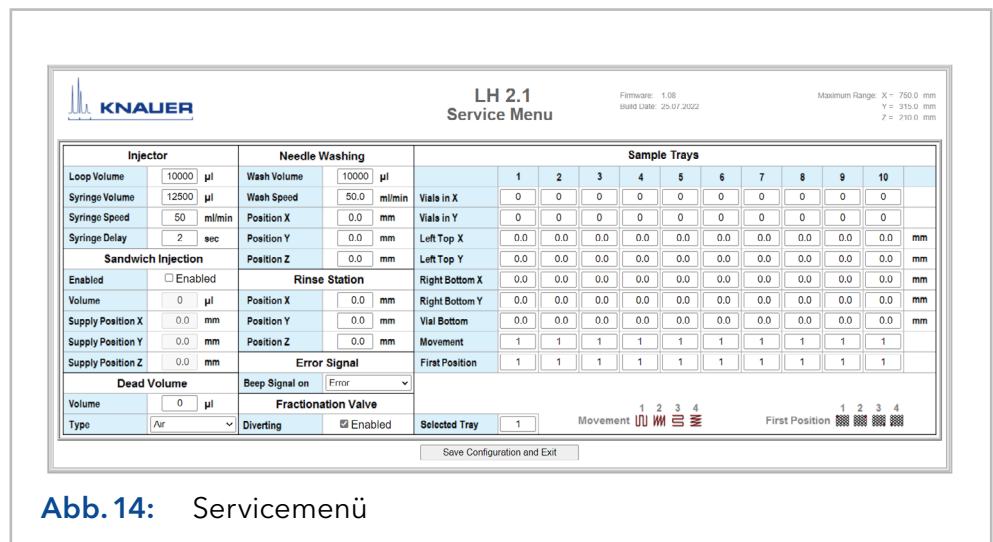 KNAUER
LH 2.1
Service Menu
Firmware: 1.08
Build Date: 25.07.2022
Maximum Range: X = 750.0 mm
Y = 315.0 mm
Z = 210.0 mm
Injector
Loop Volume 10000 µl
Syringe Volume 12500 µl
Syringe Speed 50 ml/min
Syringe Delay 2 sec
Sandwich Injection
Enabled Enabled
Volume 0 µl
Supply Position X 0.0 mm
Supply Position Y 0.0 mm
Supply Position Z 0.0 mm
Dead Volume
Volume 0 µl
Type Air
Needle Washing
Wash Volume 10000 µl
Wash Speed 50.0 ml/min
Position X 0.0 mm
Position Y 0.0 mm
Position Z 0.0 mm
Rinse Station
Position X 0.0 mm
Position Y 0.0 mm
Position Z 0.0 mm
Error Signal
Beep Signal on Error
Fractionation Valve
Diverting Enabled
Sample Trays
1 2 3 4 5 6 7 8 9 10
Vials in X 0 0 0 0 0 0 0 0 0 0
Vials in Y 0 0 0 0 0 0 0 0 0 0
Left Top X 0.0 0.0 0.0 0.0 0.0 0.0 0.0 0.0 0.0 0.0 mm
Left Top Y 0.0 0.0 0.0 0.0 0.0 0.0 0.0 0.0 0.0 0.0 mm
Right Bottom X 0.0 0.0 0.0 0.0 0.0 0.0 0.0 0.0 0.0 0.0 mm
Right Bottom Y 0.0 0.0 0.0 0.0 0.0 0.0 0.0 0.0 0.0 0.0 mm
Vial Bottom 0.0 0.0 0.0 0.0 0.0 0.0 0.0 0.0 0.0 0.0 mm
Movement 1 1 1 1 1 1 1 1 1 1
First Position 1 1 1 1 1 1 1 1 1 1
Selected Tray 1
Movement 1 2 3 4
First Position 1 2 3 4
Save Configuration and Exit
Abb. 14: Servicemenü